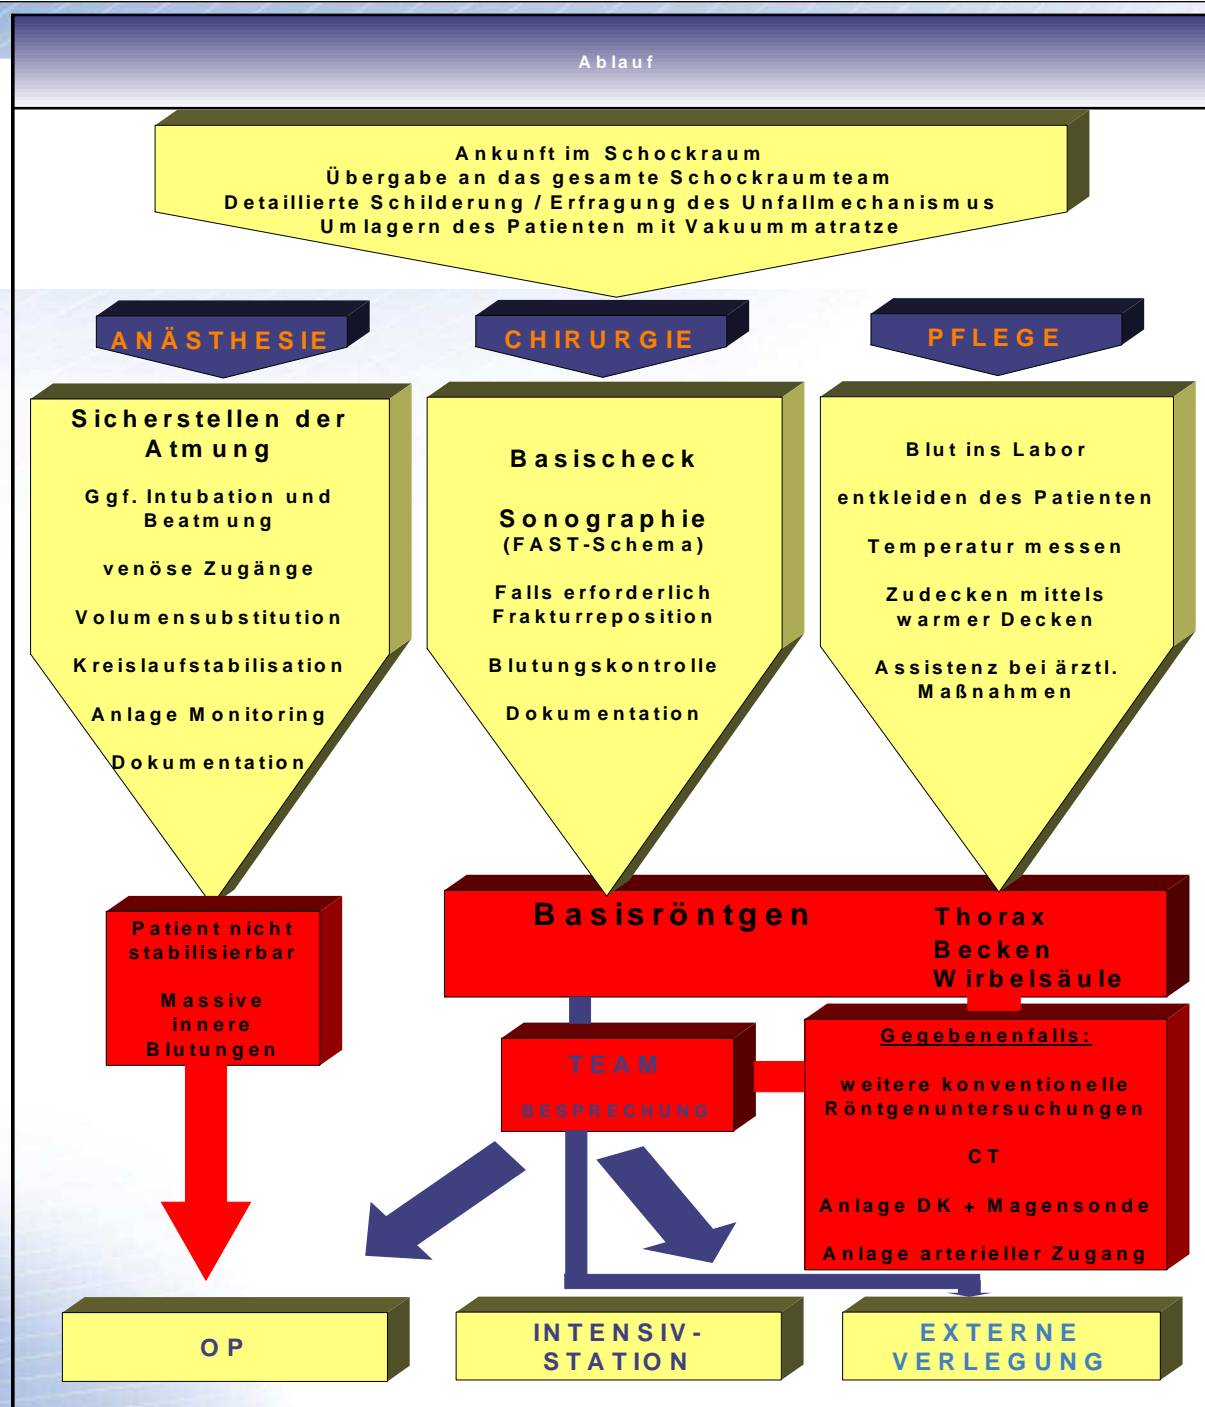 Ablauf
Ankunft im Schockraum
Übergabe an das gesamte Schockraumteam
Detaillierte Schilderung / Erfragung des Unfallmechanismus
Umlagern des Patienten mit Vakuummatratze
ANÄSTHESIE
Sicherstellen der
Atmung
Ggf. Intubation und
Beatmung
venöse Zugänge
Volumensubstitution
Kreislaufstabilisation
Anlage Monitoring
Dokumentation
CHIRURGIE
Basischeck
Sonographie
(FAST-Schema)
Falls erforderlich
Frakturreposition
Blutungskontrolle
Dokumentation
PFLEGE
Blut ins Labor
entkleiden des Patienten
Temperatur messen
Zudecken mittels
warmer Decken
Assistenz bei ärztl.
Maßnahmen
Patient nicht
stabilisierbar
Massive
innere
Blutungen
Basisröntgen
Thorax
Becken
Wirbelsäule
TEAM
BESPRECHUNG
Gegebenenfalls:
weitere konventionelle
Röntgenuntersuchungen
CT
Anlage DK + Magensonde
Anlage arterieller Zugang
OP
INTENSIV-
STATION
EXTERNE
VERLEGUNG